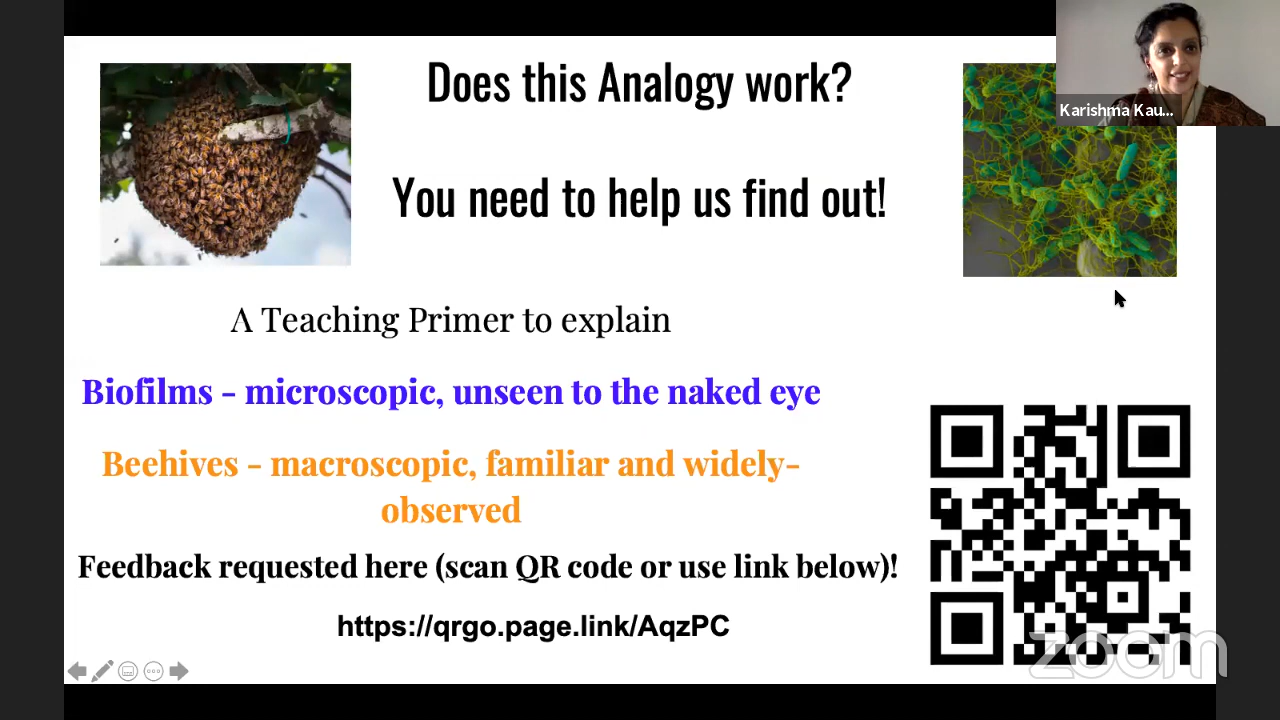 Does this Analogy work?
Karishma Kau...
You need to help us find out!
A Teaching Primer to explain
Biofilms - microscopic, unseen to the naked eye
Beehives - macroscopic, familiar and widely-
observed
Feedback requested here (scan QR code or use link below)!
https://qrgo.page.link/AqzPC
zoom